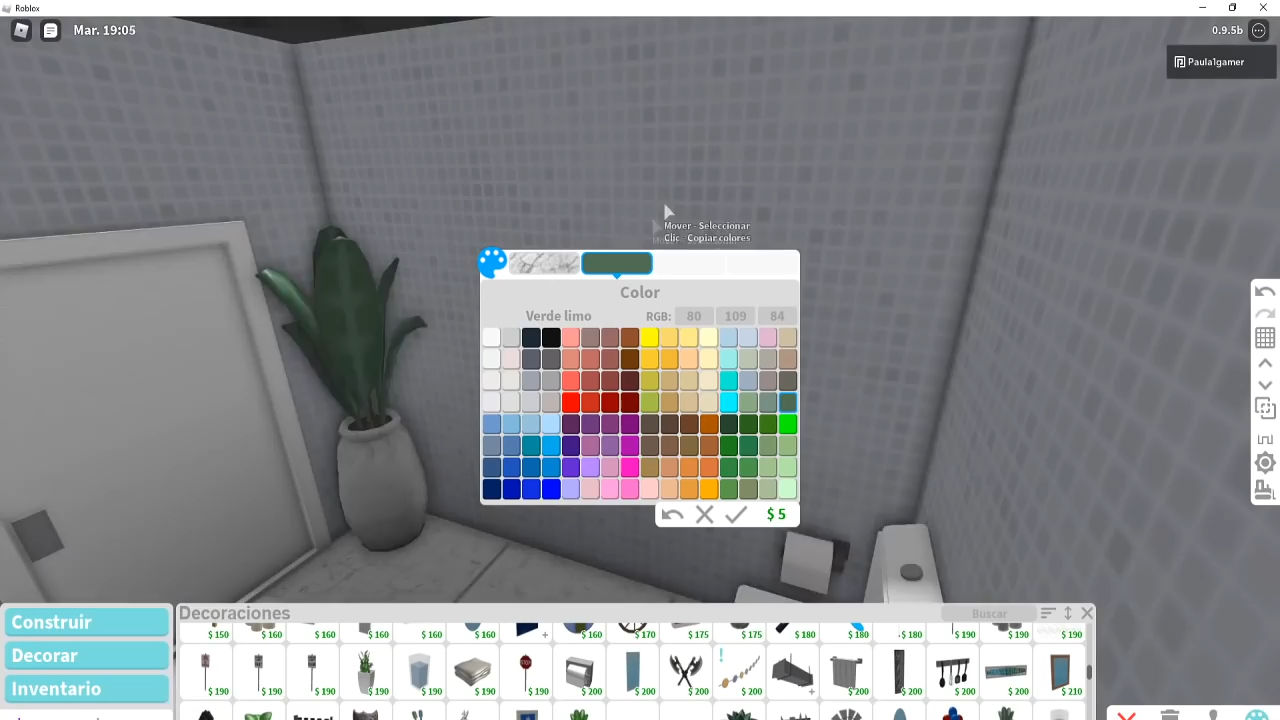 Roblox
Mar. 19:05
0.9.5b
Paula1gamer
Mover - Seleccionar
Clic - Copiar colores
Color
Verde limo RGB: 80 109 84
$ 5
Construir
Decorar
Inventario
Decoraciones
Buscar
$ 150 $ 160 $ 160 $ 160 $ 160 $ 160 + $ 160 $ 170 $ 175 $ 175 $ 180 $ 180 $ 180 $ 190 $ 190 $ 190
$ 190 $ 190 $ 190 $ 190 $ 190 $ 190 $ 190 $ 200 $ 200 $ 200 $ 200 + $ 200 $ 200 $ 200 $ 200 $ 210
STOP